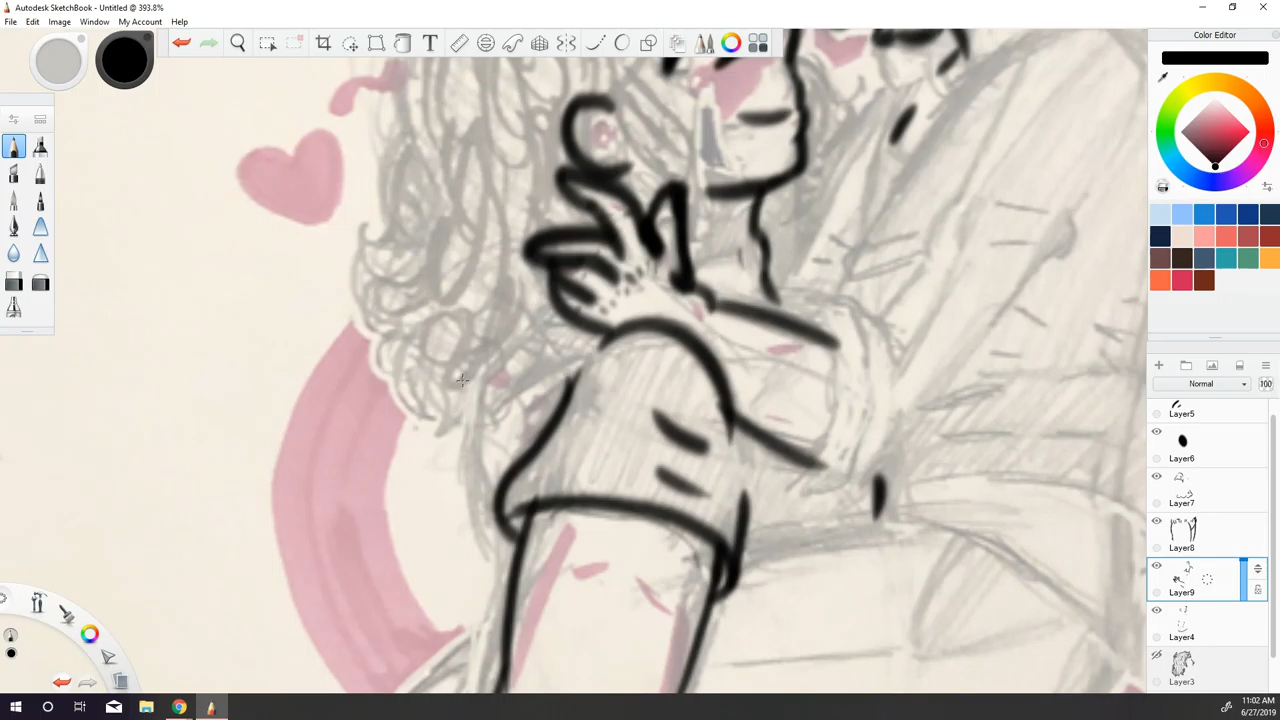 Autodesk SketchBook - Untitled @ 393.8%
File Edit Image Window My Account Help
Color Editor
Normal 100
Layer5
Layer6
Layer7
Layer8
Layer9
Layer4
Layer3
11:02 AM
6/27/2019